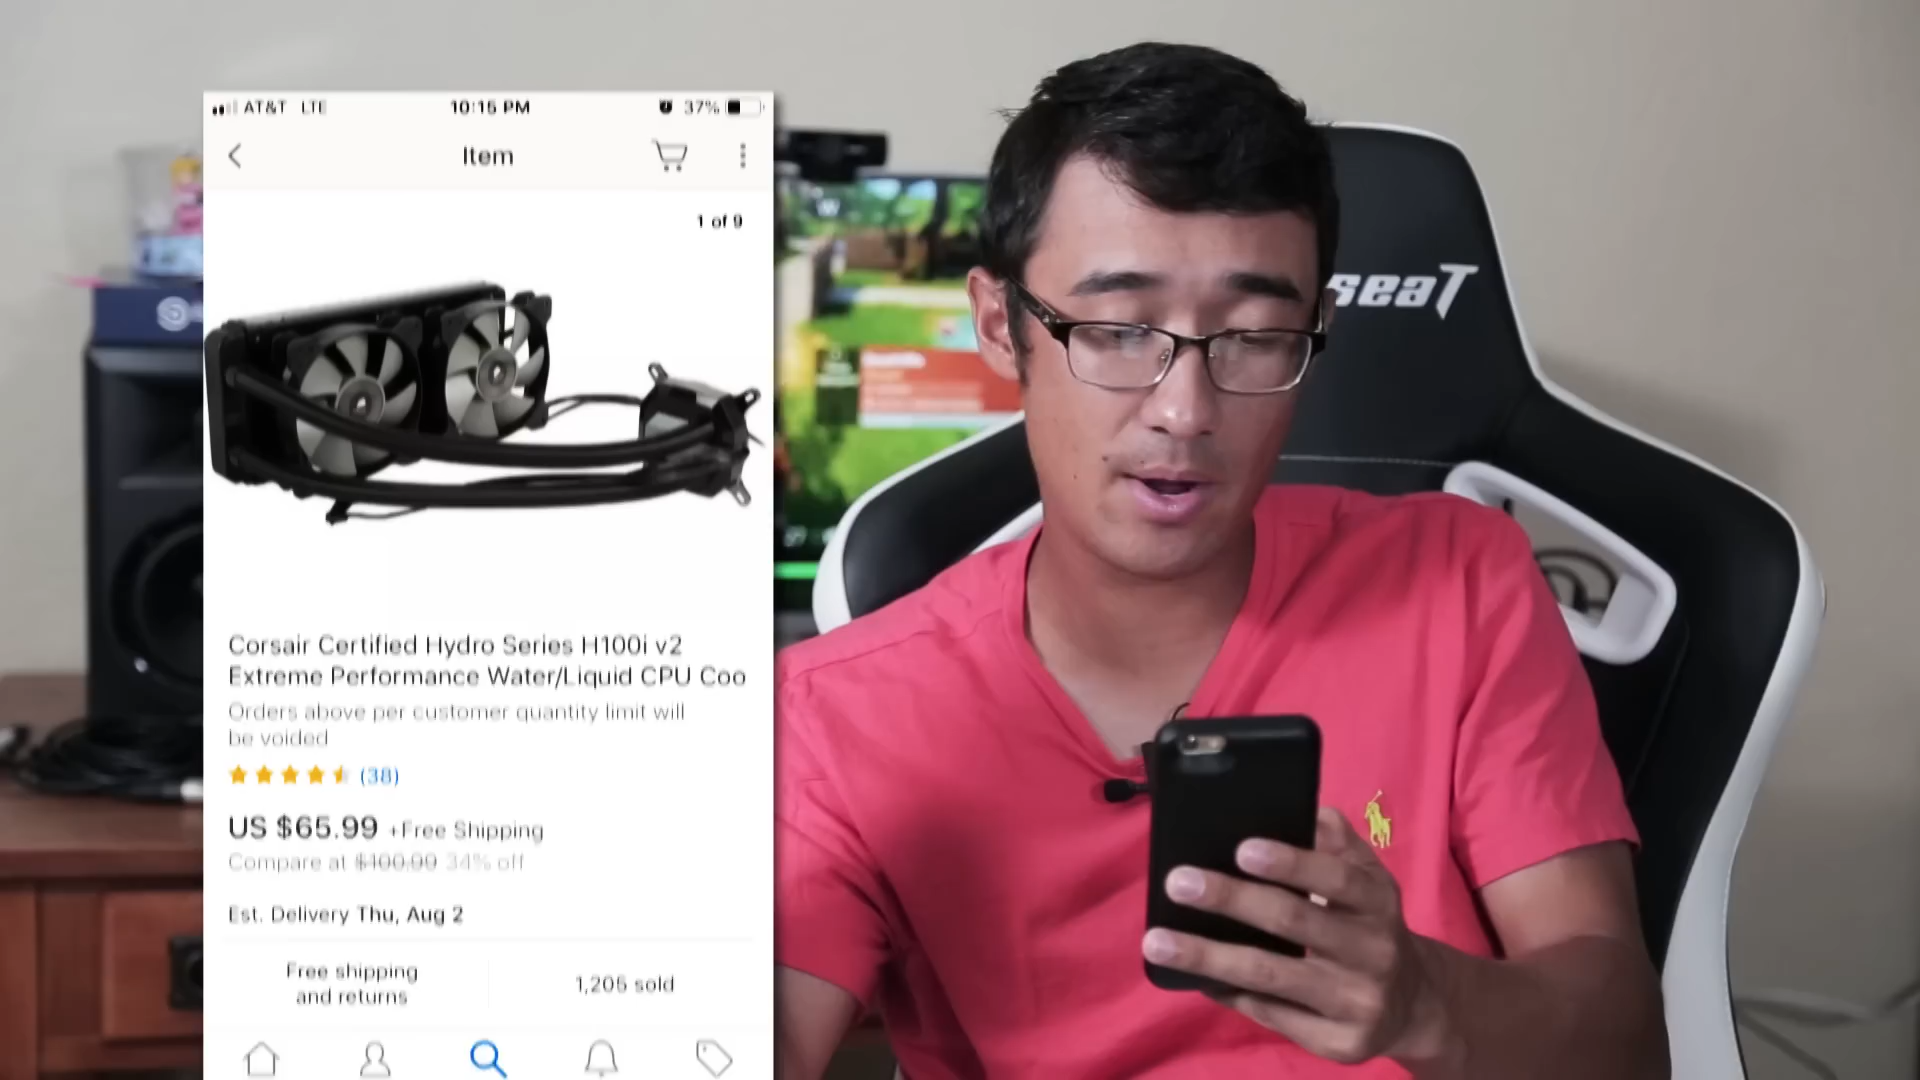 AT&T LTE 10:15 PM 37%
Item
1 of 9
Corsair Certified Hydro Series H100i v2
Extreme Performance Water/Liquid CPU Coo
Orders above per customer quantity limit will
be voided
(38)
US $65.99 +Free Shipping
Compare at $100.00 34% off
Est. Delivery Thu, Aug 2
Free shipping
and returns
1,205 sold
seaT